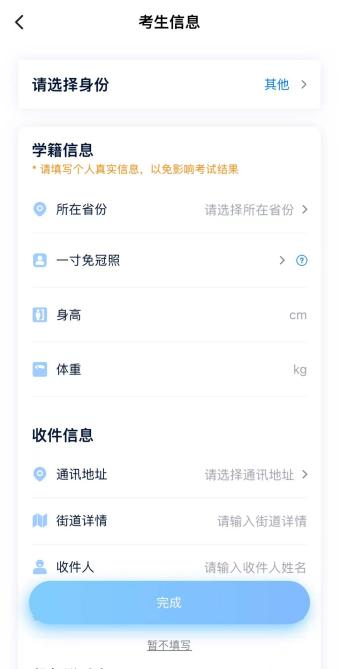 考生信息
请选择身份
其他
学籍信息
* 请填写个人真实信息，以免影响考试结果
所在省份
请选择所在省份
一寸免冠照
身高
cm
体重
kg
收件信息
通讯地址
请选择通讯地址
街道详情
请输入街道详情
收件人
请输入收件人姓名
完成
暂不填写